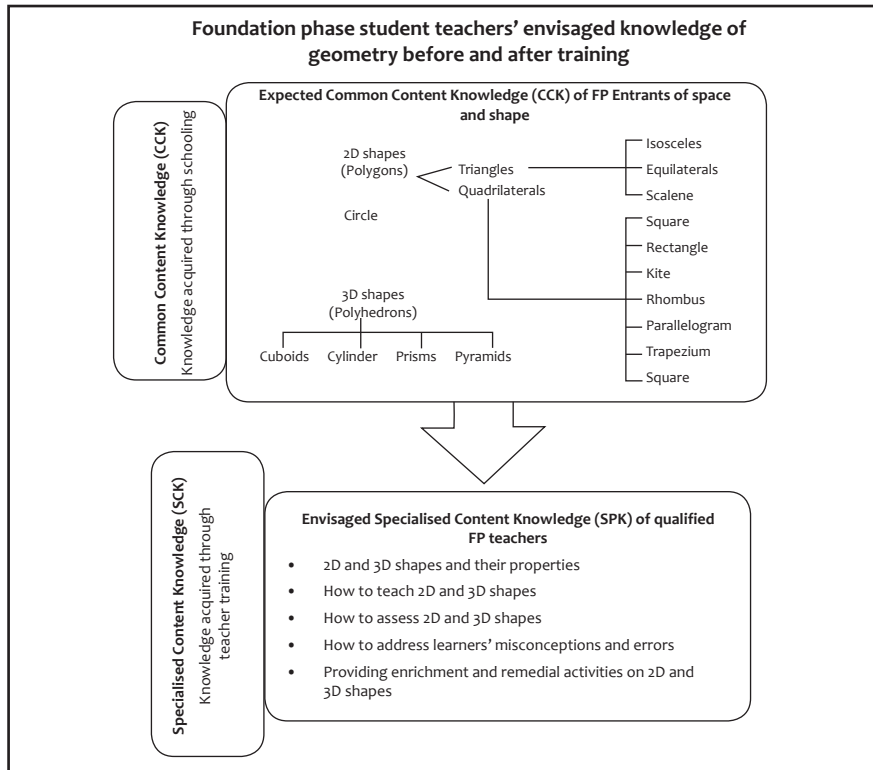 Foundation phase student teachers' envisaged knowledge of
geometry before and after training
Common Content Knowledge (CCK)
Knowledge acquired through schooling
Expected Common Content Knowledge (CCK) of FP Entrants of space
and shape
2D shapes
(Polygons)
Triangles
Quadrilaterals
Isosceles
Equilaterals
Scalene
Square
Rectangle
Kite
Rhombus
Parallelogram
Trapezium
Square
Circle
3D shapes
(Polyhedrons)
Cuboids
Cylinder
Prisms
Pyramids
Specialised Content Knowledge (SCK)
Knowledge acquired through
teacher training
Envisaged Specialised Content Knowledge (SPK) of qualified
FP teachers
• 2D and 3D shapes and their properties
• How to teach 2D and 3D shapes
• How to assess 2D and 3D shapes
• How to address learners' misconceptions and errors
• Providing enrichment and remedial activities on 2D and
3D shapes